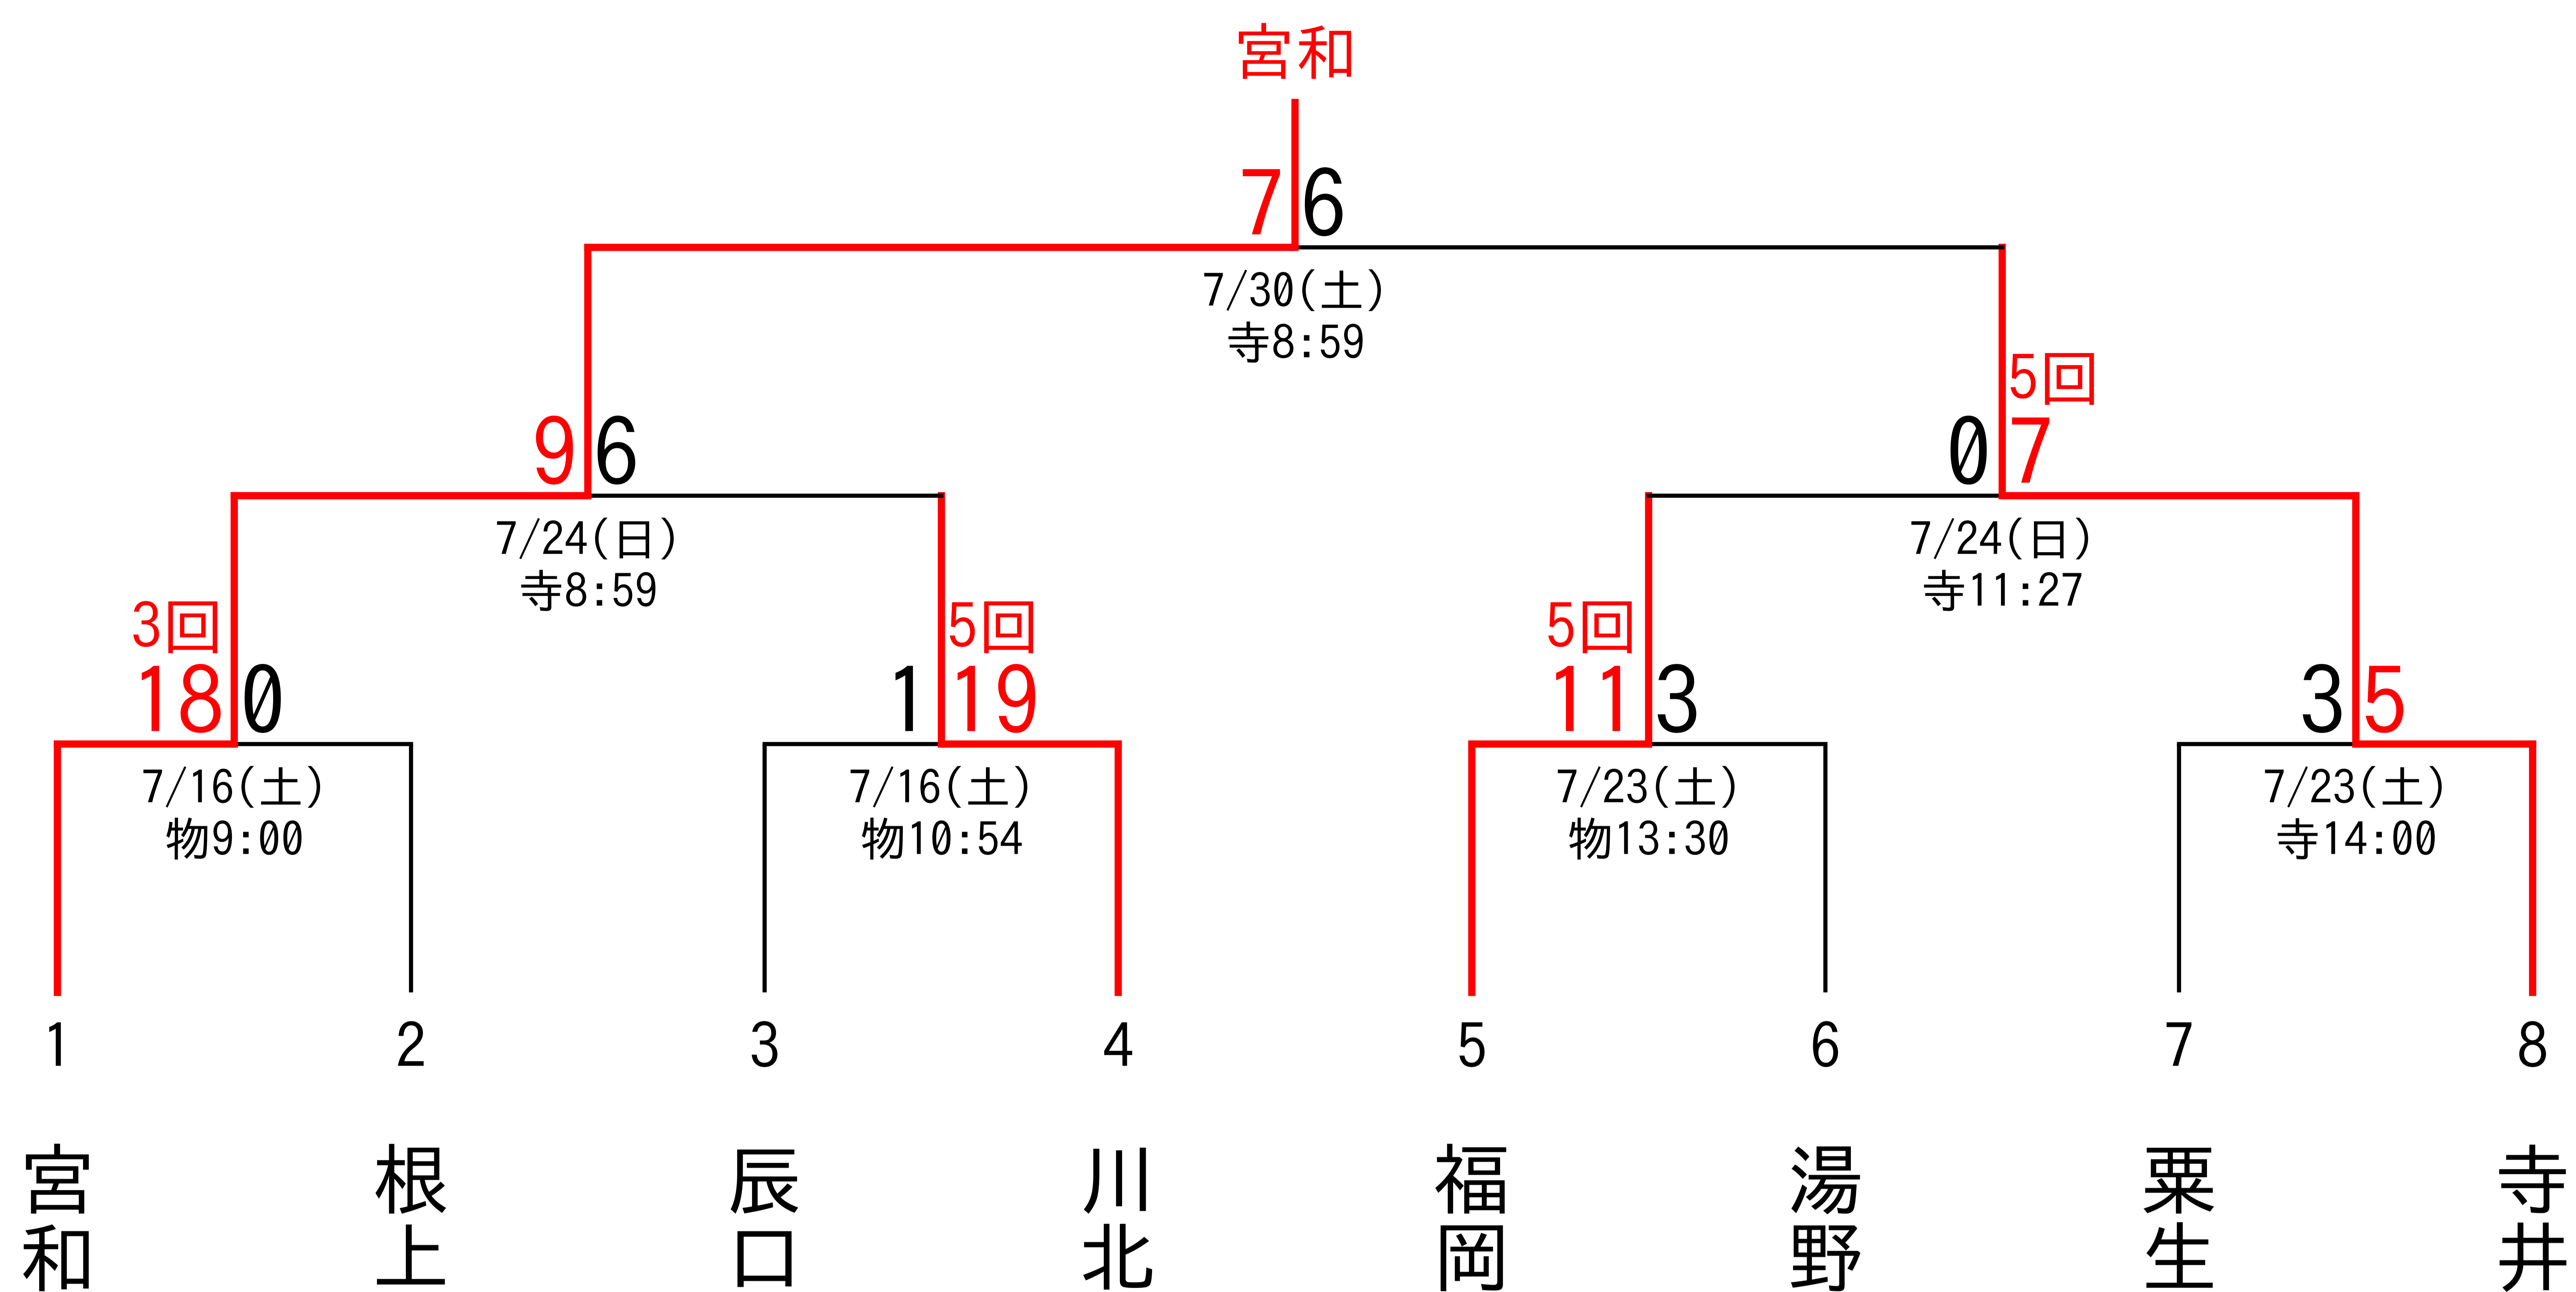 宮和
7 6
7/30(土)
寺8:59
5回
9 6
0 7
7/24(日)
寺8:59
7/24(日)
寺11:27
3回
5回
5回
18 0
1 19
11 3
3 5
7/16(土)
物9:00
7/16(土)
物10:54
7/23(土)
物13:30
7/23(土)
寺14:00
1 2 3 4 5 6 7 8
宮和
根上
辰口
川北
福岡
湯野
粟生
寺井